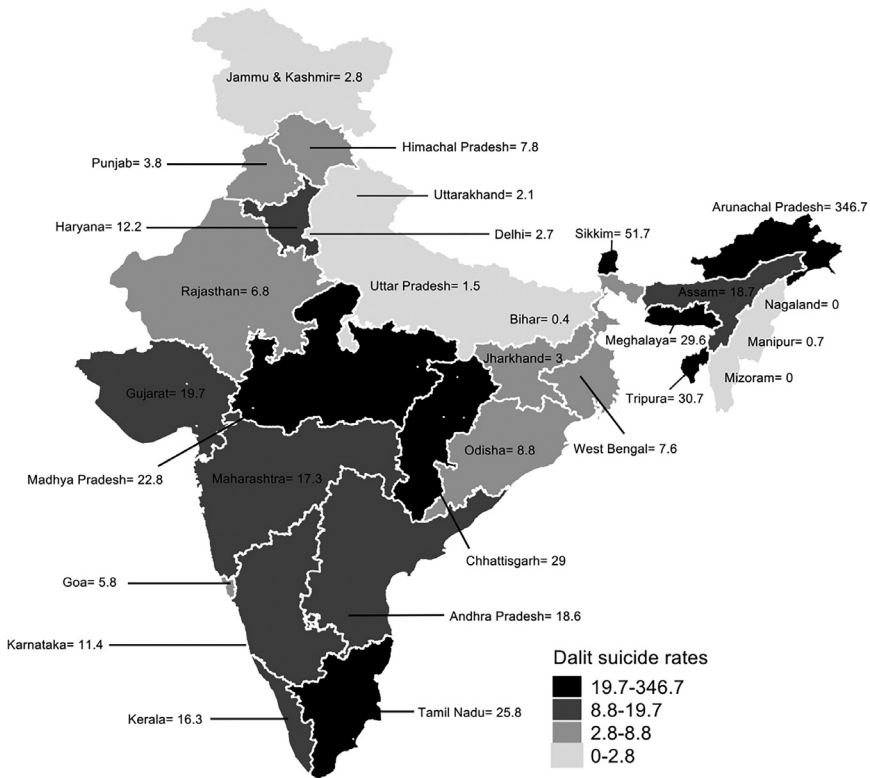 Jammu & Kashmir= 2.8
Himachal Pradesh= 7.8
Punjab= 3.8
Uttarakhand= 2.1
Arunachal Pradesh= 346.7
Haryana= 12.2
Delhi= 2.7
Sikkim= 51.7
Rajasthan= 6.8
Uttar Pradesh= 1.5
Assam= 18.7
Nagaland= 0
Bihar= 0.4
Meghalaya= 29.6
Manipur= 0.7
Jharkhand= 3
Mizoram= 0
Gujarat= 19.7
Tripura= 30.7
Odisha= 8.8
West Bengal= 7.6
Madhya Pradesh= 22.8
Maharashtra= 17.3
Chhattisgarh= 29
Goa= 5.8
Andhra Pradesh= 18.6
Karnataka= 11.4
Kerala= 16.3
Tamil Nadu= 25.8
Dalit suicide rates
19.7-346.7
8.8-19.7
2.8-8.8
0-2.8